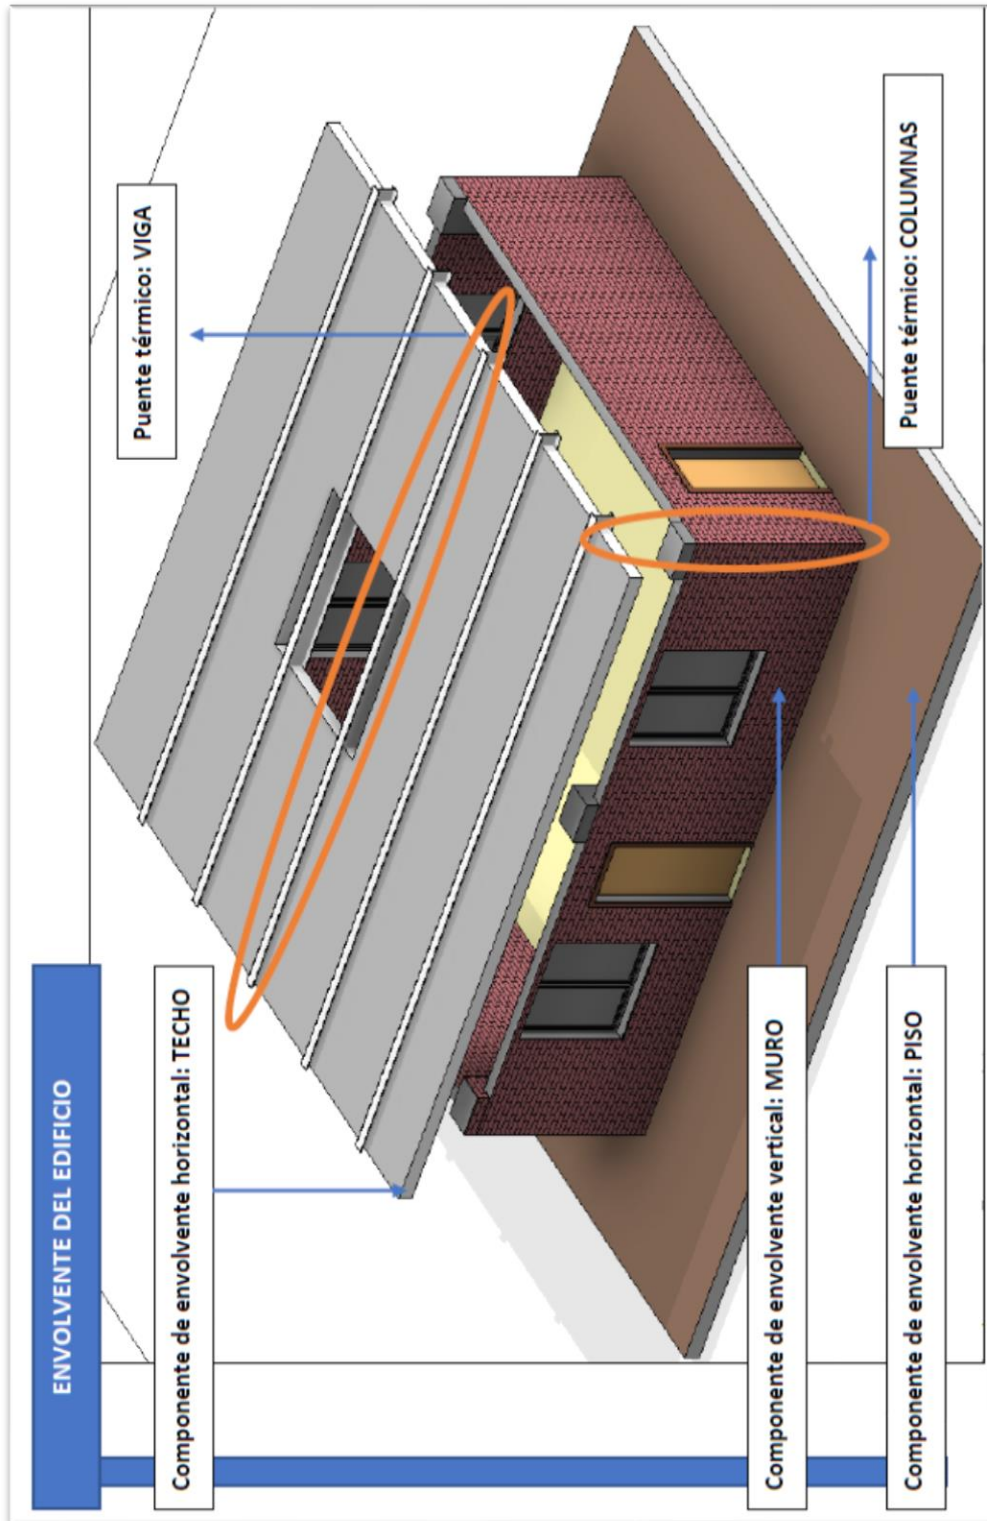 ENVOLVENTE DEL EDIFICIO
Componente de envolvente horizontal: TECHO
Puente térmico: VIGA
Componente de envolvente vertical: MURO
Componente de envolvente horizontal: PISO
Puente térmico: COLUMNAS